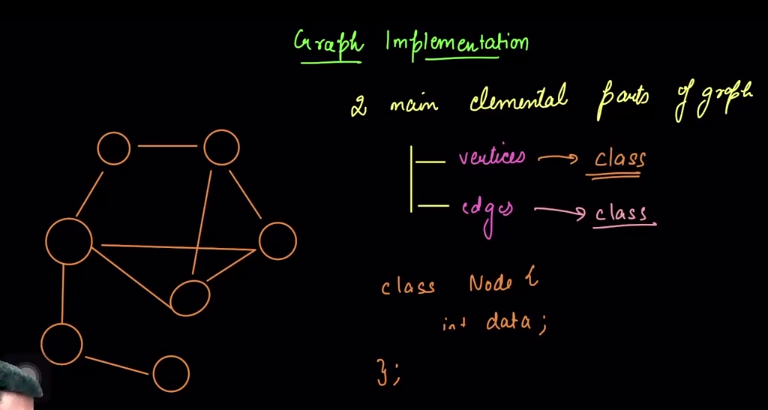 Graph Implementation
2 main elemental parts of graph
vertices → class
edges → class
class Node {
int data ;
} ;